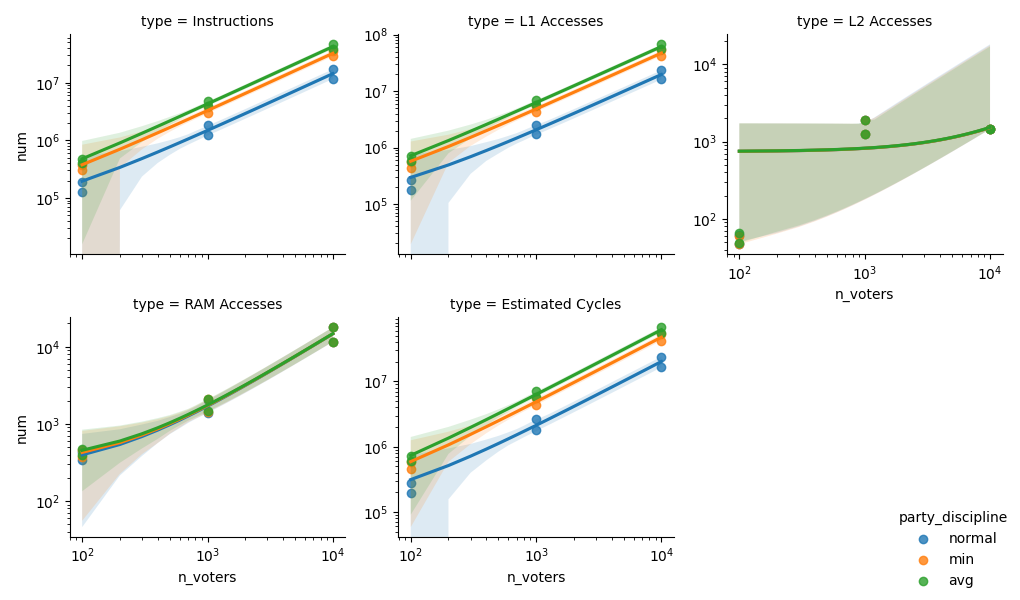 type = Instructions
type = L1 Accesses
type = L2 Accesses
num
10^7
10^6
10^5
10^8
10^7
10^6
10^5
10^4
10^3
10^2
10^2 10^3 10^4
n_voters
type = RAM Accesses
type = Estimated Cycles
num
10^4
10^3
10^2
10^7
10^6
10^5
10^2 10^3 10^4
10^2 10^3 10^4
n_voters
n_voters
party_discipline
normal
min
avg